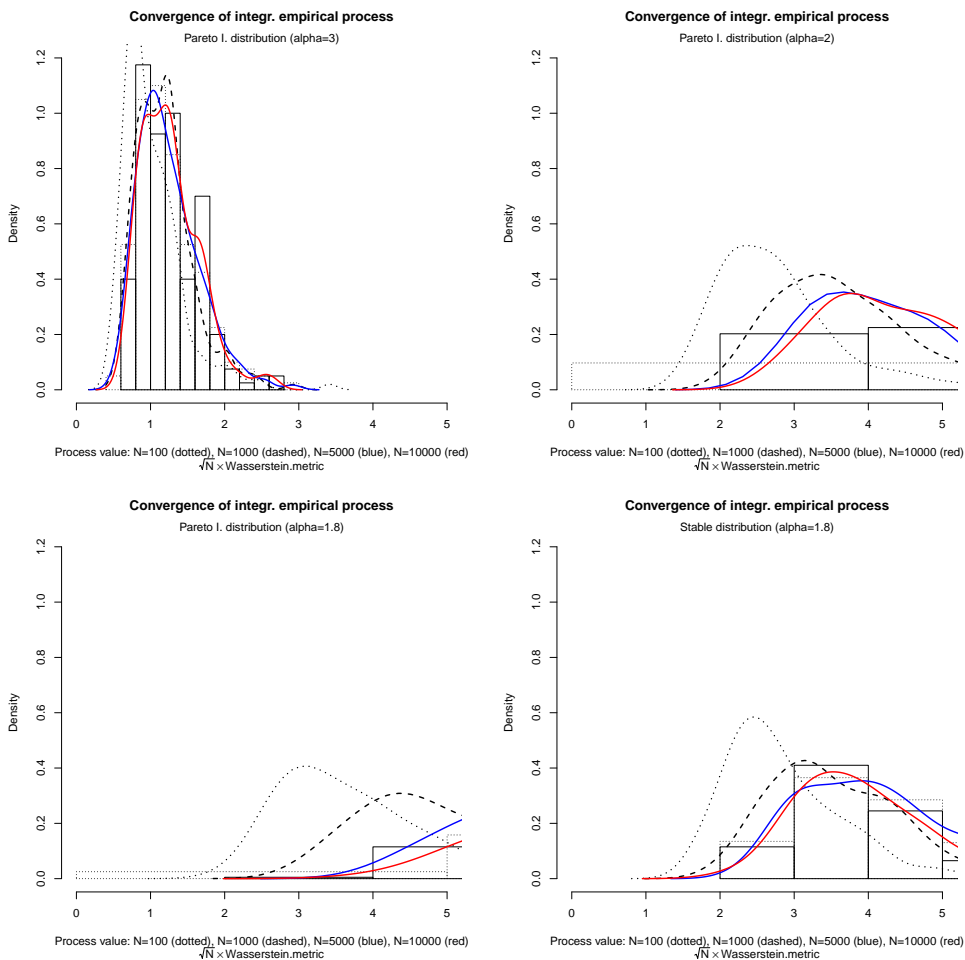 Convergence of integr. empirical process
Pareto I. distribution (alpha=3)
Density
0.0 0.2 0.4 0.6 0.8 1.0 1.2
0 1 2 3 4 5
Process value: N=100 (dotted), N=1000 (dashed), N=5000 (blue), N=10000 (red)
√N × Wasserstein.metric
Convergence of integr. empirical process
Pareto I. distribution (alpha=2)
Density
0.0 0.2 0.4 0.6 0.8 1.0 1.2
0 1 2 3 4 5
Process value: N=100 (dotted), N=1000 (dashed), N=5000 (blue), N=10000 (red)
√N × Wasserstein.metric
Convergence of integr. empirical process
Pareto I. distribution (alpha=1.8)
Density
0.0 0.2 0.4 0.6 0.8 1.0 1.2
0 1 2 3 4 5
Process value: N=100 (dotted), N=1000 (dashed), N=5000 (blue), N=10000 (red)
√N × Wasserstein.metric
Convergence of integr. empirical process
Stable distribution (alpha=1.8)
Density
0.0 0.2 0.4 0.6 0.8 1.0 1.2
0 1 2 3 4 5
Process value: N=100 (dotted), N=1000 (dashed), N=5000 (blue), N=10000 (red)
√N × Wasserstein.metric